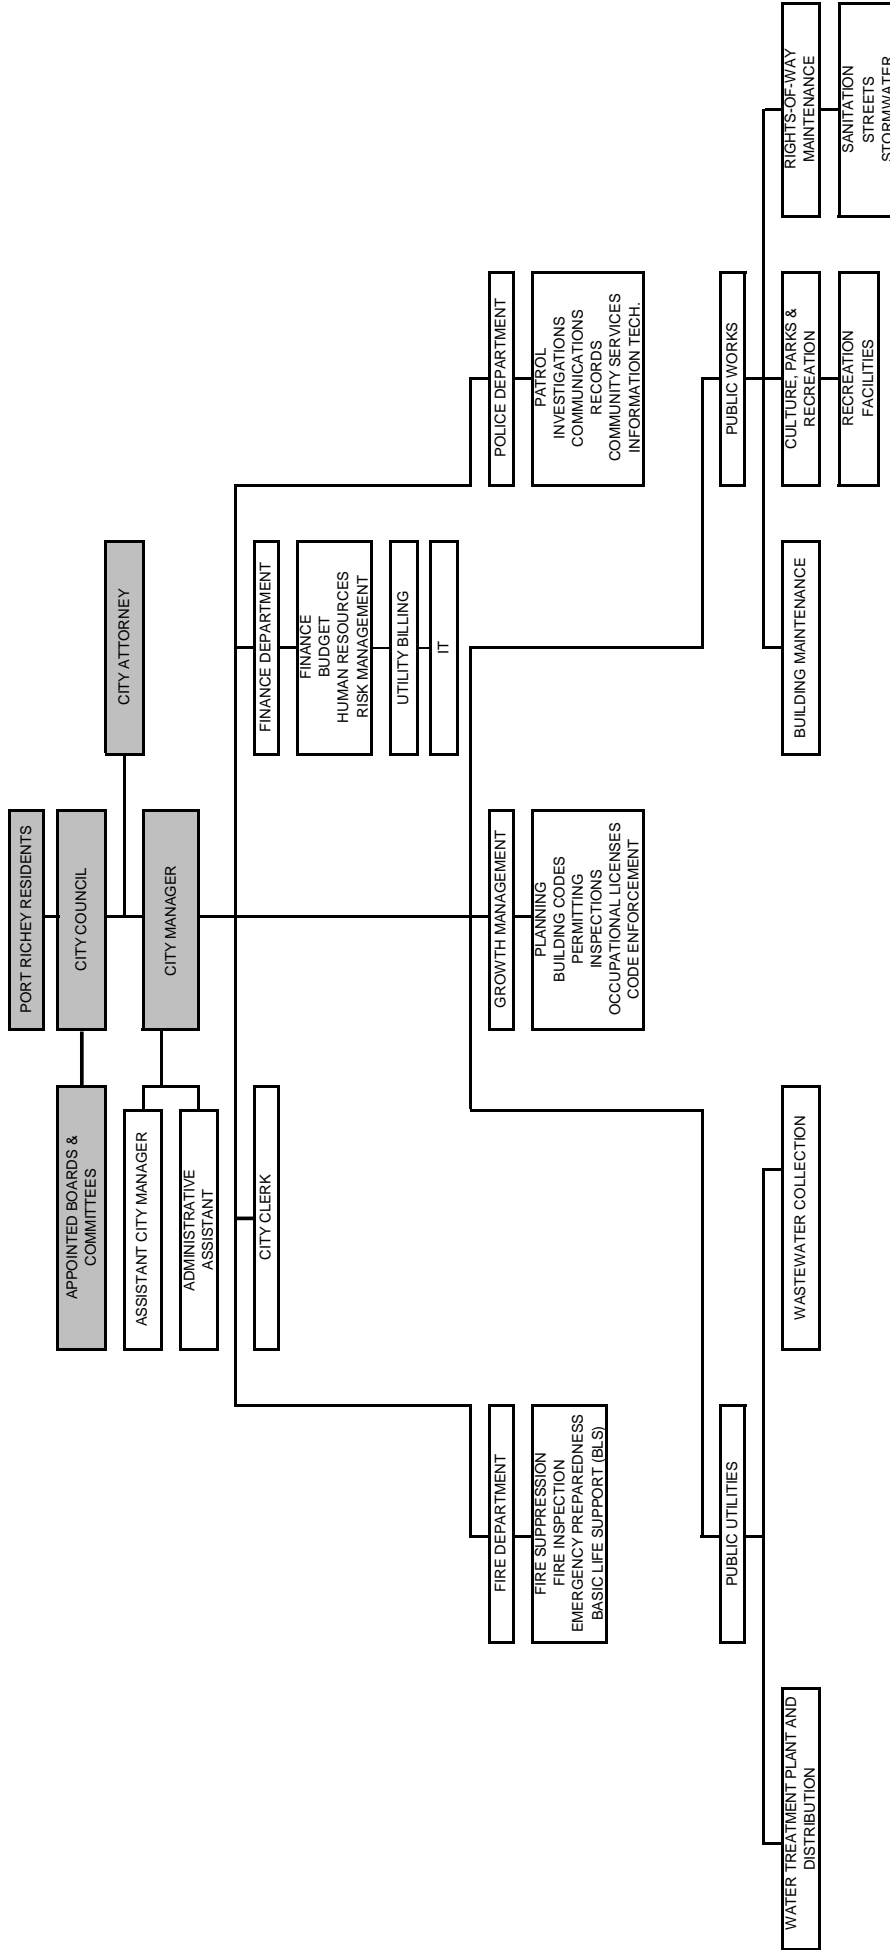 PORT RICHEY RESIDENTS
CITY COUNCIL
APPOINTED BOARDS &
COMMITTEES
CITY ATTORNEY
CITY MANAGER
ASSISTANT CITY MANAGER
ADMINISTRATIVE
ASSISTANT
CITY CLERK
FINANCE DEPARTMENT
FINANCE
BUDGET
HUMAN RESOURCES
RISK MANAGEMENT
UTILITY BILLING
IT
FIRE DEPARTMENT
FIRE SUPPRESSION
FIRE INSPECTION
EMERGENCY PREPAREDNESS
BASIC LIFE SUPPORT (BLS)
GROWTH MANAGEMENT
PLANNING
BUILDING CODES
PERMITTING
INSPECTIONS
OCCUPATIONAL LICENSES
CODE ENFORCEMENT
POLICE DEPARTMENT
PATROL
INVESTIGATIONS
COMMUNICATIONS
RECORDS
COMMUNITY SERVICES
INFORMATION TECH.
PUBLIC UTILITIES
WATER TREATMENT PLANT AND
DISTRIBUTION
WASTEWATER COLLECTION
PUBLIC WORKS
BUILDING MAINTENANCE
CULTURE, PARKS &
RECREATION
RECREATION
FACILITIES
RIGHTS-OF-WAY
MAINTENANCE
SANITATION
STREETS
STORMWATER